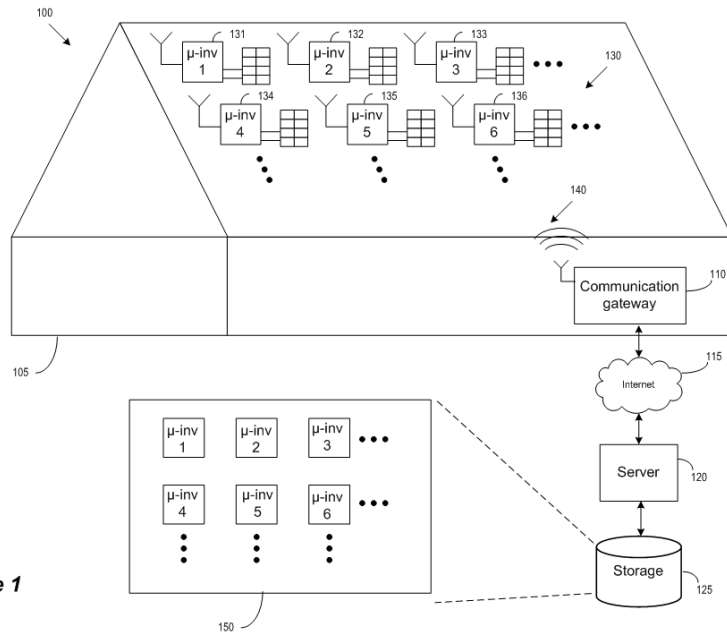 100
131
132
133
μ-inv
1
μ-inv
2
μ-inv
3
130
134
135
136
μ-inv
4
μ-inv
5
μ-inv
6
140
110
Communication
gateway
105
115
Internet
μ-inv
1
μ-inv
2
μ-inv
3
Server
120
μ-inv
4
μ-inv
5
μ-inv
6
Storage
125
e 1
150